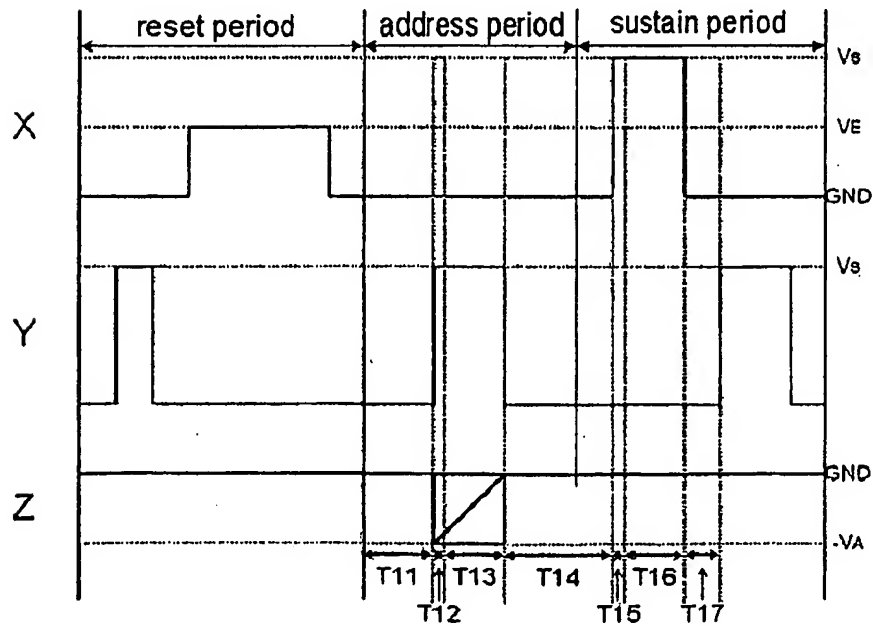 reset period
address period
sustain period
Vs
X
VE
GND
Vs
Y
GND
Z
-VA
T11
T13
T14
T16
T12
T15
T17